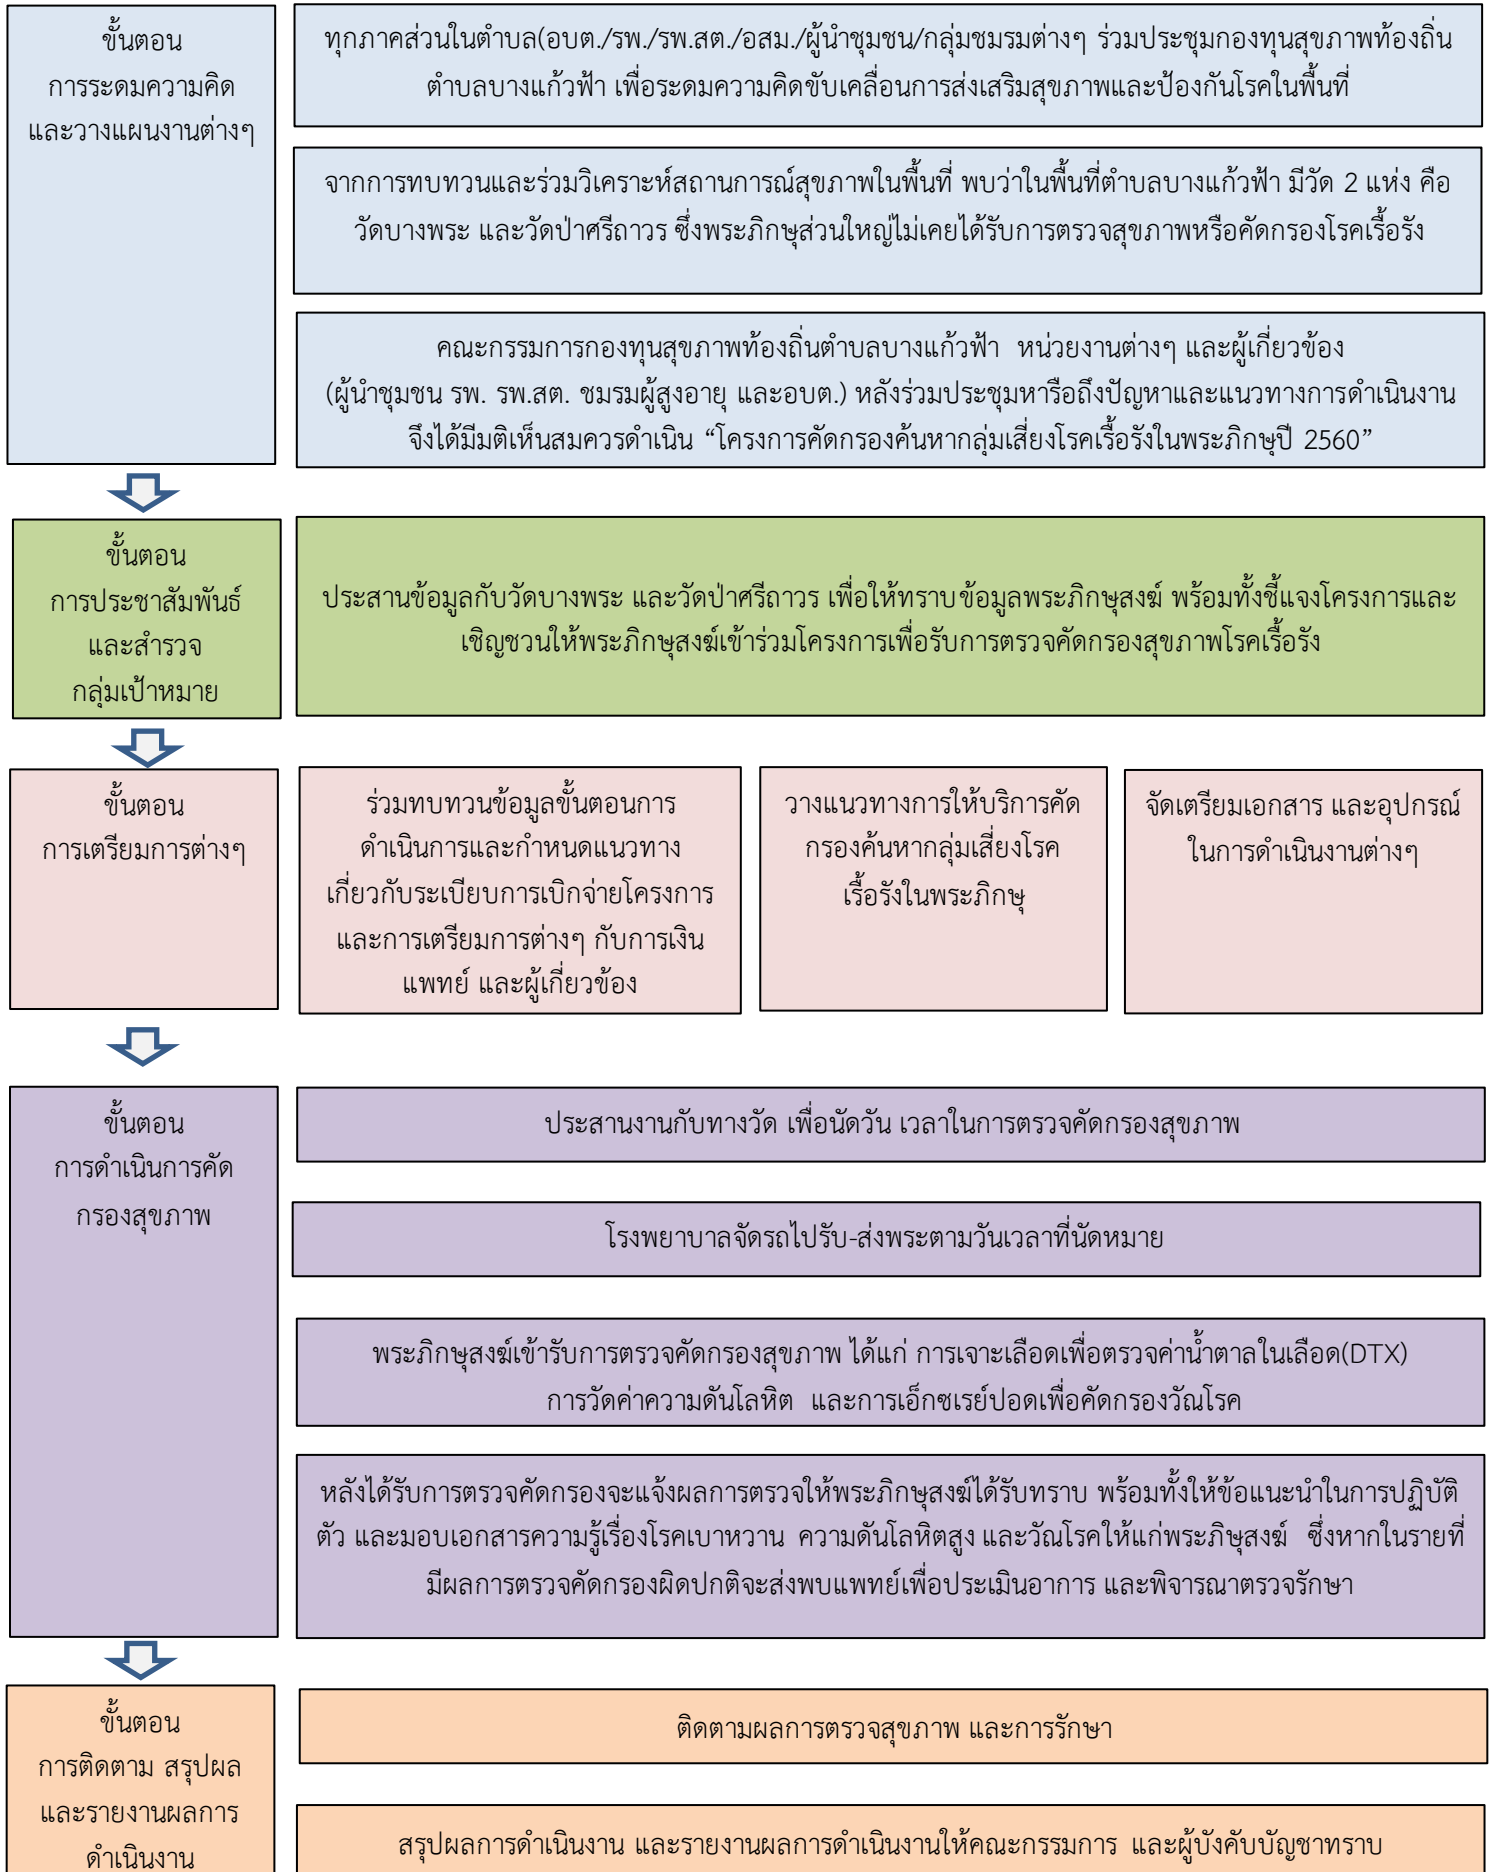 ขั้นตอน
การระดมความคิด
และวางแผนงานต่างๆ
ทุกภาคส่วนในตำบล(อบต./รพ./รพ.สต./อสม./ผู้นำชุมชน/กลุ่มชมรมต่างๆ ร่วมประชุมกองทุนสุขภาพท้องถิ่น
ตำบลบางแก้วฟ้า เพื่อระดมความคิดขับเคลื่อนการส่งเสริมสุขภาพและป้องกันโรคในพื้นที่
จากการทบทวนและร่วมวิเคราะห์สถานการณ์สุขภาพในพื้นที่ พบว่าในพื้นที่ตำบลบางแก้วฟ้า มีวัด 2 แห่ง คือ
วัดบางพระ และวัดป่าศรีถาวร ซึ่งพระภิกษุส่วนใหญ่ไม่เคยได้รับการตรวจสุขภาพหรือคัดกรองโรคเรื้อรัง
คณะกรรมการกองทุนสุขภาพท้องถิ่นตำบลบางแก้วฟ้า หน่วยงานต่างๆ และผู้เกี่ยวข้อง
(ผู้นำชุมชน รพ. รพ.สต. ชมรมผู้สูงอายุ และอบต.) หลังร่วมประชุมหารือถึงปัญหาและแนวทางการดำเนินงาน
จึงได้มีมติเห็นสมควรดำเนิน “โครงการคัดกรองค้นหากลุ่มเสี่ยงโรคเรื้อรังในพระภิกษุปี 2560”
ขั้นตอน
การประชาสัมพันธ์
และสำรวจ
กลุ่มเป้าหมาย
ประสานข้อมูลกับวัดบางพระ และวัดป่าศรีถาวร เพื่อให้ทราบข้อมูลพระภิกษุสงฆ์ พร้อมทั้งชี้แจงโครงการและ
เชิญชวนให้พระภิกษุสงฆ์เข้าร่วมโครงการเพื่อรับการตรวจคัดกรองสุขภาพโรคเรื้อรัง
ขั้นตอน
การเตรียมการต่างๆ
ร่วมทบทวนข้อมูลขั้นตอนการ
ดำเนินการและกำหนดแนวทาง
เกี่ยวกับระเบียบการเบิกจ่ายโครงการ
และการเตรียมการต่างๆ กับการเงิน
แพทย์ และผู้เกี่ยวข้อง
วางแนวทางการให้บริการคัด
กรองค้นหากลุ่มเสี่ยงโรค
เรื้อรังในพระภิกษุ
จัดเตรียมเอกสาร และอุปกรณ์
ในการดำเนินงานต่างๆ
ขั้นตอน
การดำเนินการคัด
กรองสุขภาพ
ประสานงานกับทางวัด เพื่อนัดวัน เวลาในการตรวจคัดกรองสุขภาพ
โรงพยาบาลจัดรถไปรับ-ส่งพระตามวันเวลาที่นัดหมาย
พระภิกษุสงฆ์เข้ารับการตรวจคัดกรองสุขภาพ ได้แก่ การเจาะเลือดเพื่อตรวจค่าน้ำตาลในเลือด(DTX)
การวัดค่าความดันโลหิต และการเอ็กซเรย์ปอดเพื่อคัดกรองวัณโรค
หลังได้รับการตรวจคัดกรองจะแจ้งผลการตรวจให้พระภิกษุสงฆ์ได้รับทราบ พร้อมทั้งให้ข้อแนะนำในการปฏิบัติ
ตัว และมอบเอกสารความรู้เรื่องโรคเบาหวาน ความดันโลหิตสูง และวัณโรคให้แก่พระภิษุสงฆ์ ซึ่งหากในรายที่
มีผลการตรวจคัดกรองผิดปกติจะส่งพบแพทย์เพื่อประเมินอาการ และพิจารณาตรวจรักษา
ขั้นตอน
การติดตาม สรุปผล
และรายงานผลการ
ดำเนินงาน
ติดตามผลการตรวจสุขภาพ และการรักษา
สรุปผลการดำเนินงาน และรายงานผลการดำเนินงานให้คณะกรรมการ และผู้บังคับบัญชาทราบ